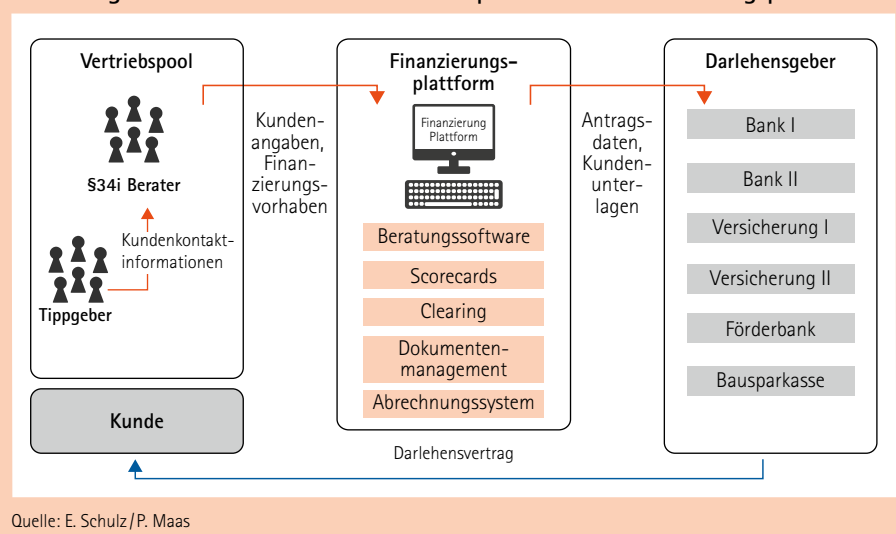 Vertriebspool
§34i Berater
Kundenkontakt-
informationen
Tippgeber
Kunde
Kunden-
angaben,
Finan-
zierungs-
vorhaben
Finanzierungs-
plattform
Finanzierung
Plattform
Beratungssoftware
Scorecards
Clearing
Dokumenten-
management
Abrechnungssystem
Antrags-
daten,
Kunden-
unter-
lagen
Darlehensgeber
Bank I
Bank II
Versicherung I
Versicherung II
Förderbank
Bausparkasse
Darlehensvertrag
Quelle: E. Schulz/P. Maas